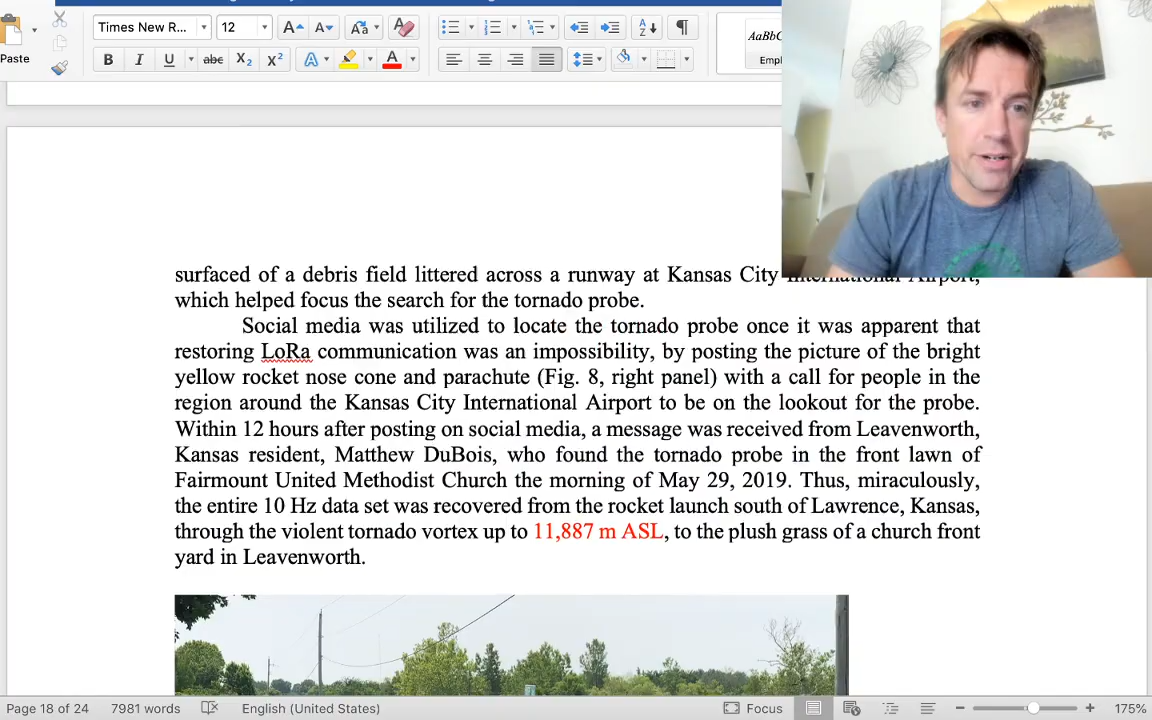 Times New R... 12
Paste
B I U abc X₂ X² A A Aa A
AaBbC
Empl
surfaced of a debris field littered across a runway at Kansas City International Airport,
which helped focus the search for the tornado probe.
Social media was utilized to locate the tornado probe once it was apparent that
restoring LoRa communication was an impossibility, by posting the picture of the bright
yellow rocket nose cone and parachute (Fig. 8, right panel) with a call for people in the
region around the Kansas City International Airport to be on the lookout for the probe.
Within 12 hours after posting on social media, a message was received from Leavenworth,
Kansas resident, Matthew DuBois, who found the tornado probe in the front lawn of
Fairmount United Methodist Church the morning of May 29, 2019. Thus, miraculously,
the entire 10 Hz data set was recovered from the rocket launch south of Lawrence, Kansas,
through the violent tornado vortex up to 11,887 m ASL, to the plush grass of a church front
yard in Leavenworth.
Page 18 of 24 7981 words English (United States) Focus 175%